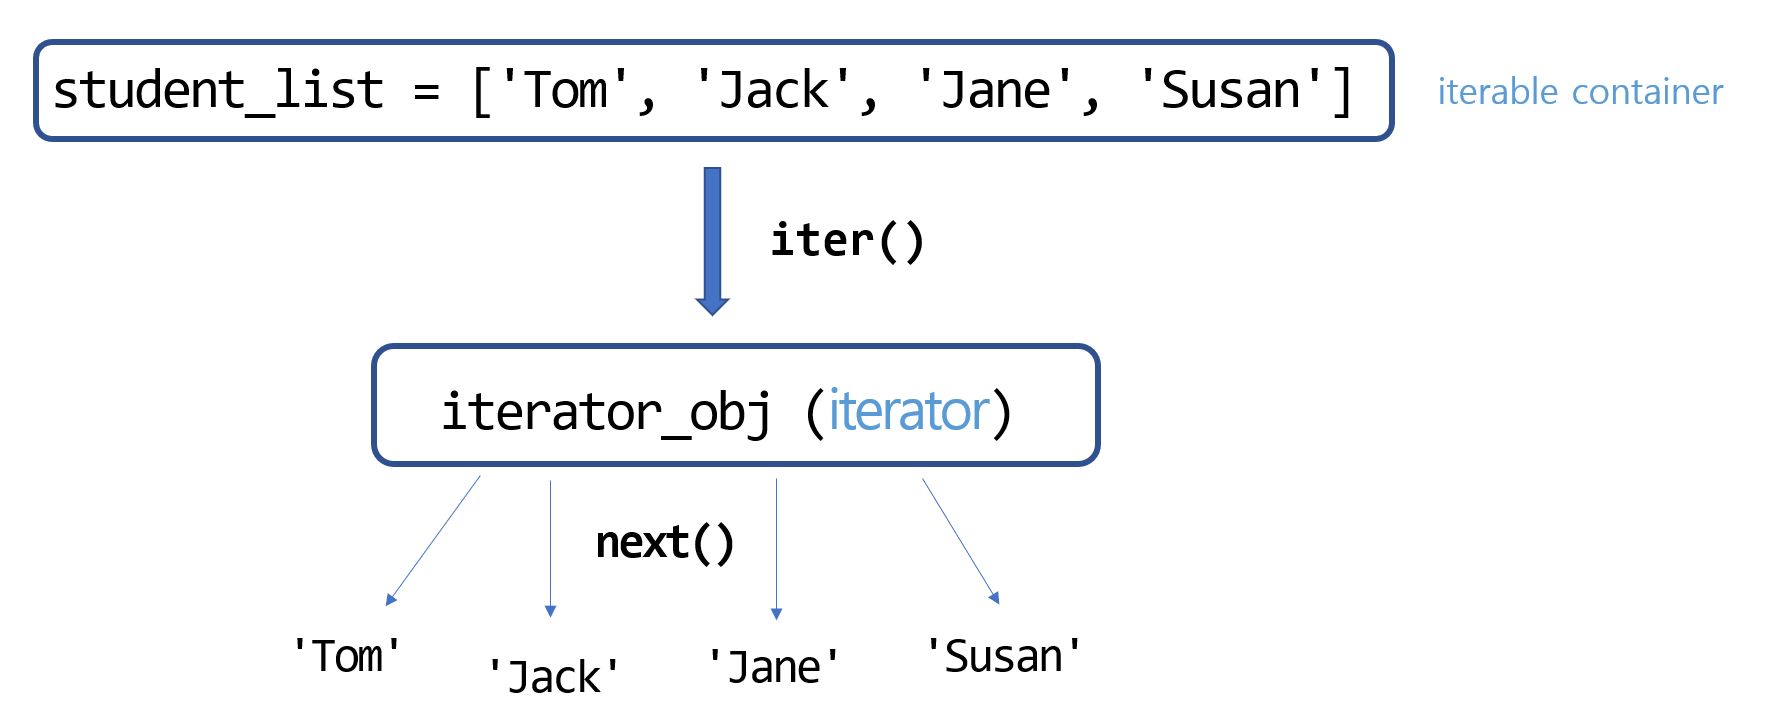 student_list = ['Tom', 'Jack', 'Jane', 'Susan']
iterable container
iter()
iterator_obj (iterator)
next()
'Tom'
'Jack'
'Jane'
'Susan'